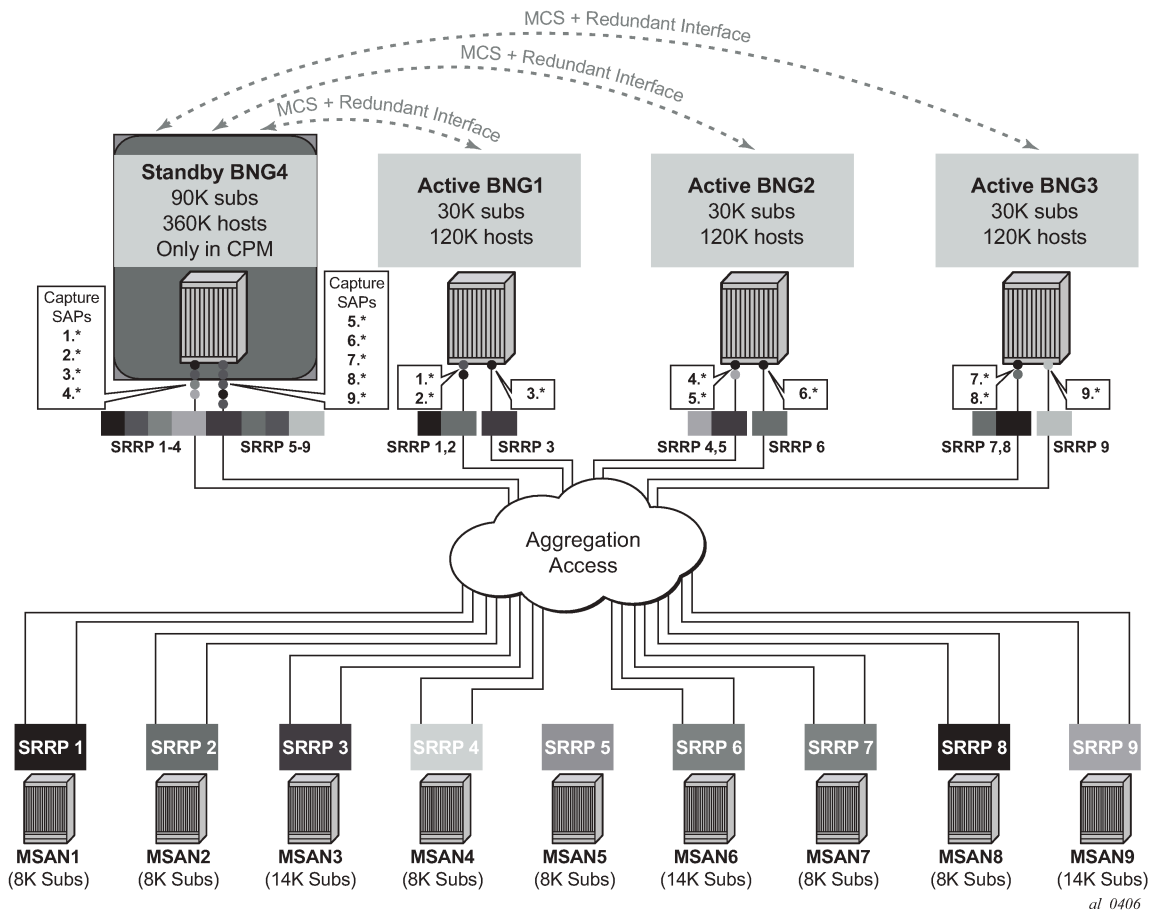 MCS + Redundant Interface
MCS + Redundant Interface
MCS + Redundant Interface
Standby BNG4
90K subs
360K hosts
Only in CPM
Active BNG1
30K subs
120K hosts
Active BNG2
30K subs
120K hosts
Active BNG3
30K subs
120K hosts
Capture
SAPs
1.*
2.*
3.*
4.*
Capture
SAPs
5.*
6.*
7.*
8.*
9.*
1.*
2.*
3.*
4.*
5.*
6.*
7.*
8.*
9.*
SRRP 1-4
SRRP 5-9
SRRP 1,2
SRRP 3
SRRP 4,5
SRRP 6
SRRP 7,8
SRRP 9
Aggregation
Access
SRRP 1
SRRP 2
SRRP 3
SRRP 4
SRRP 5
SRRP 6
SRRP 7
SRRP 8
SRRP 9
MSAN1
(8K Subs)
MSAN2
(8K Subs)
MSAN3
(14K Subs)
MSAN4
(8K Subs)
MSAN5
(8K Subs)
MSAN6
(14K Subs)
MSAN7
(8K Subs)
MSAN8
(8K Subs)
MSAN9
(14K Subs)
al_0406